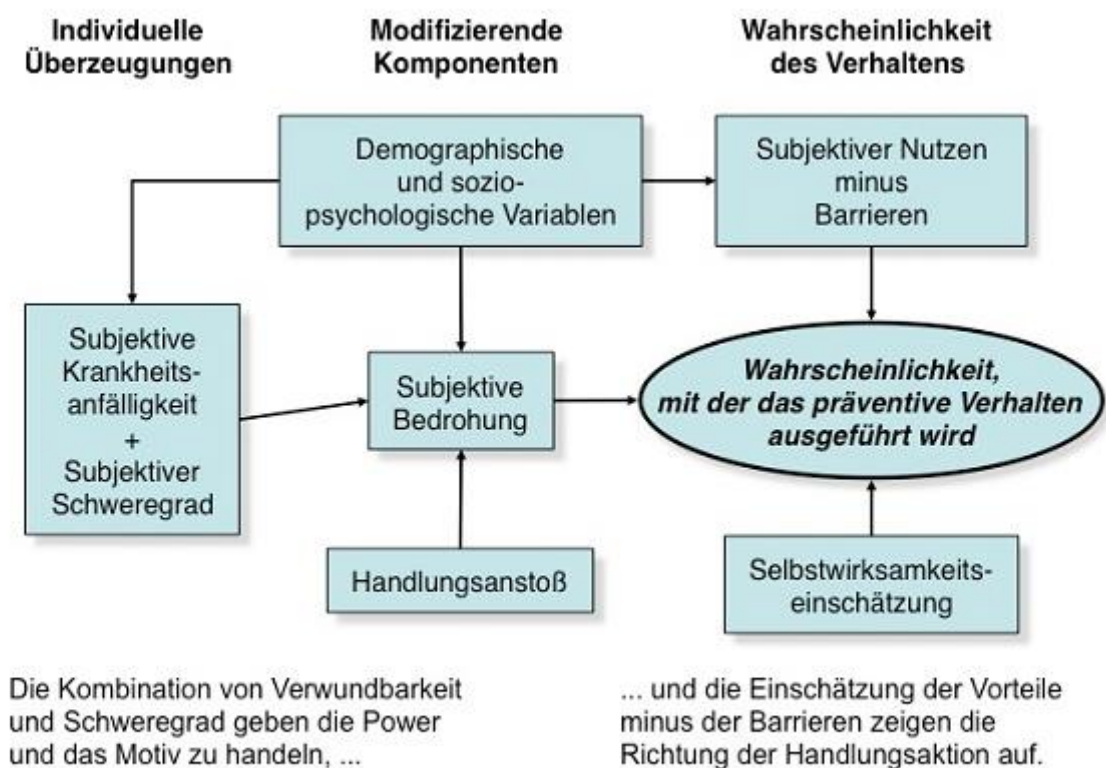 Individuelle
Überzeugungen
Modifizierende
Komponenten
Wahrscheinlichkeit
des Verhaltens
Demographische
und sozio-
psychologische Variablen
Subjektiver Nutzen
minus
Barrieren
Subjektive
Krankheits-
anfälligkeit
+
Subjektiver
Schweregrad
Subjektive
Bedrohung
Wahrscheinlichkeit,
mit der das präventive Verhalten
ausgeführt wird
Handlungsanstoß
Selbstwirksamkeits-
einschätzung
Die Kombination von Verwundbarkeit
und Schweregrad geben die Power
und das Motiv zu handeln, ...
... und die Einschätzung der Vorteile
minus der Barrieren zeigen die
Richtung der Handlungsaktion auf.